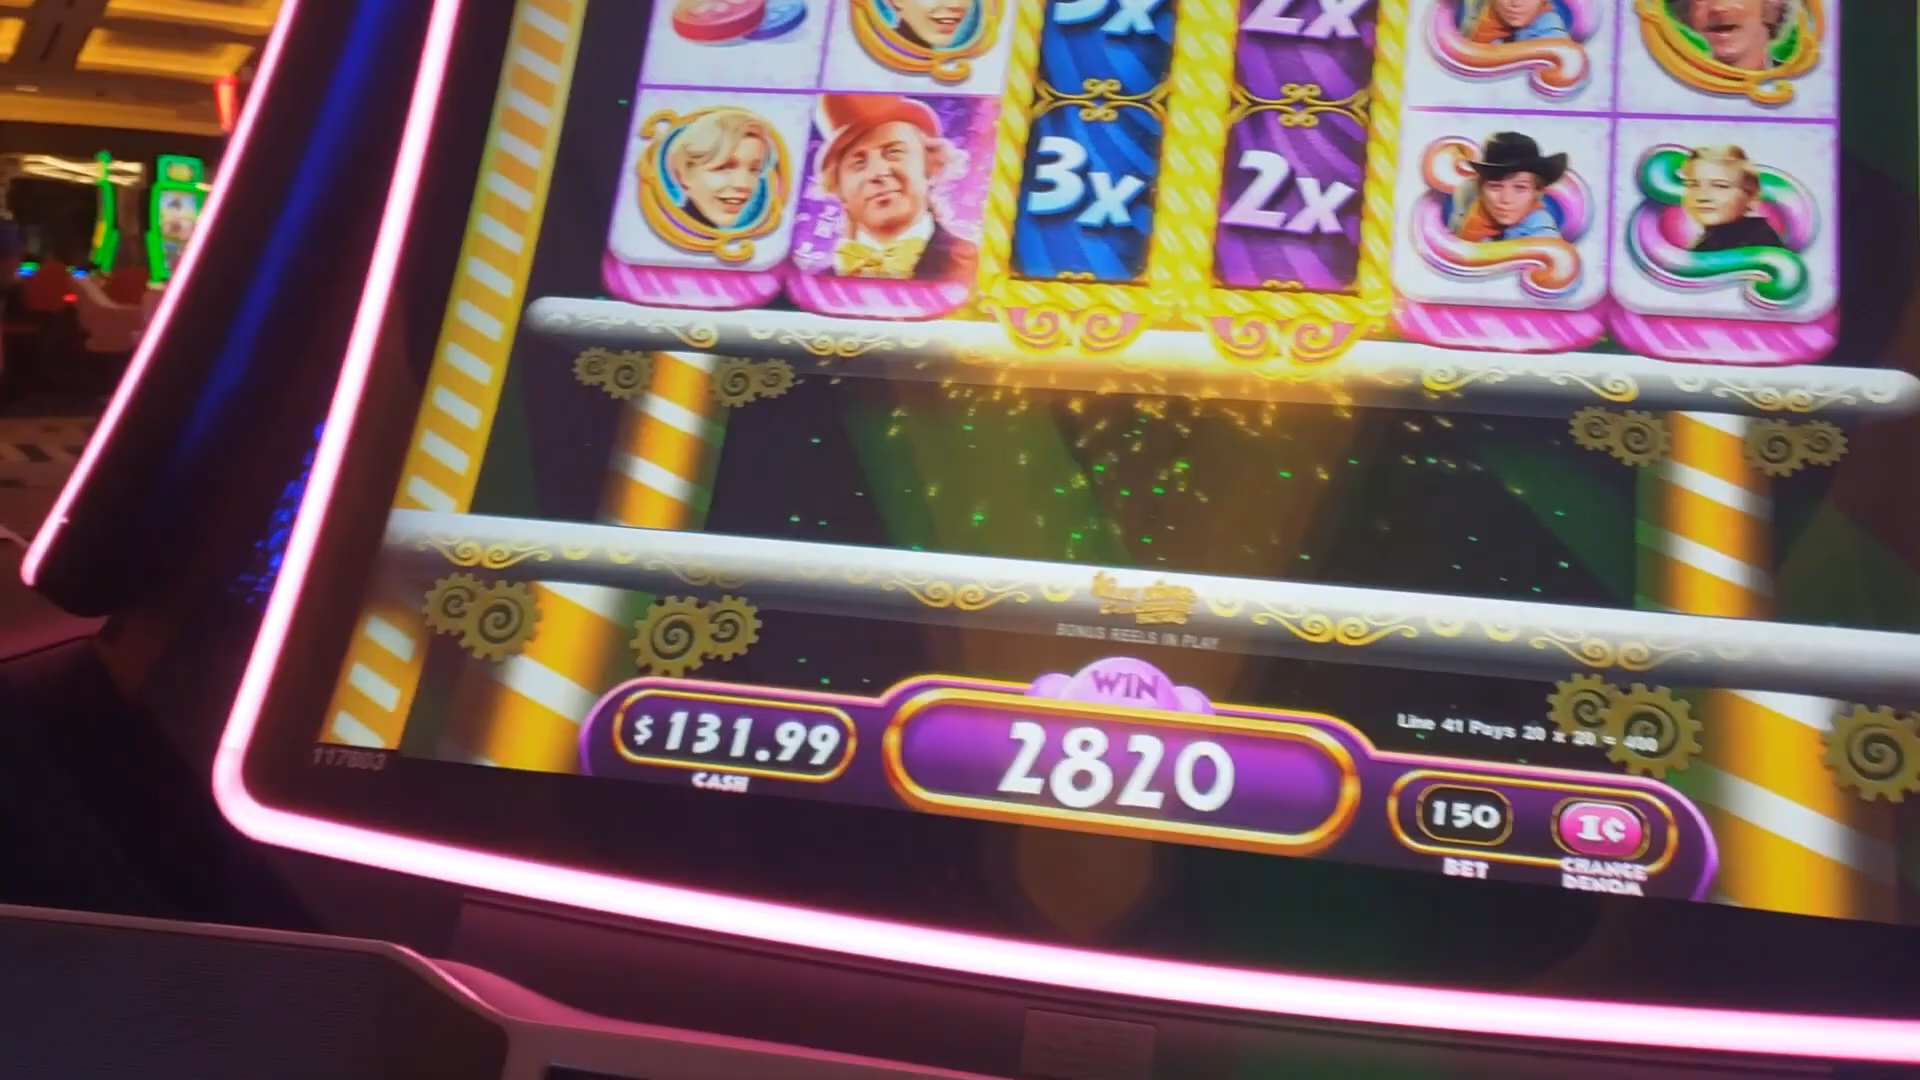 3x 2x
3x 2x
BONUS REELS IN PLAY
WIN
$131.99
CASH
2820
Line 41 Pays 20 x 20 = 400
150
BET
1¢
CHANGE
DENOM
117803